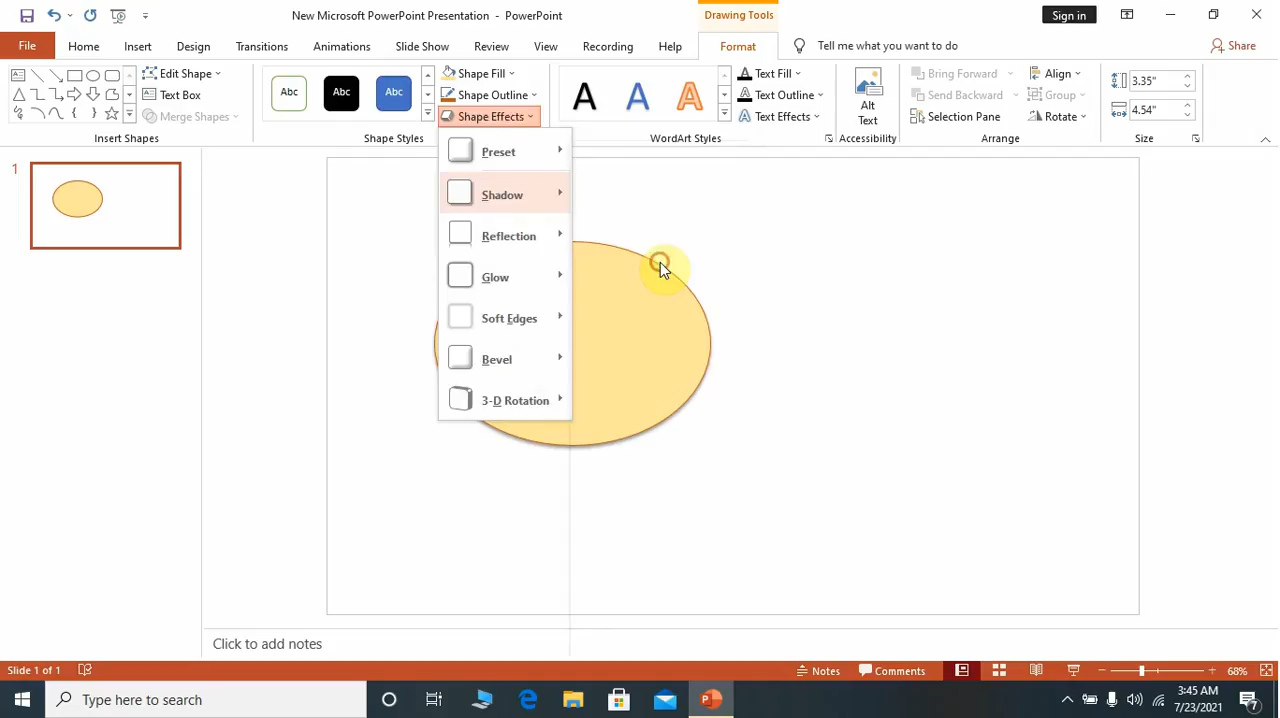 New Microsoft PowerPoint Presentation - PowerPoint
Drawing Tools
Sign in
File
Home
Insert
Design
Transitions
Animations
Slide Show
Review
View
Recording
Help
Format
Tell me what you want to do
Share
Edit Shape
Text Box
Merge Shapes
Insert Shapes
Abc
Abc
Abc
Shape Styles
Shape Fill
Shape Outline
Shape Effects
A
A
A
WordArt Styles
Text Fill
Text Outline
Text Effects
Alt
Text
Accessibility
Bring Forward
Send Backward
Selection Pane
Align
Group
Rotate
Arrange
3.35"
4.54"
Size
Preset
Shadow
Reflection
Glow
Soft Edges
Bevel
3-D Rotation
1
Click to add notes
Slide 1 of 1
Notes
Comments
68%
Type here to search
3:45 AM
7/23/2021
7